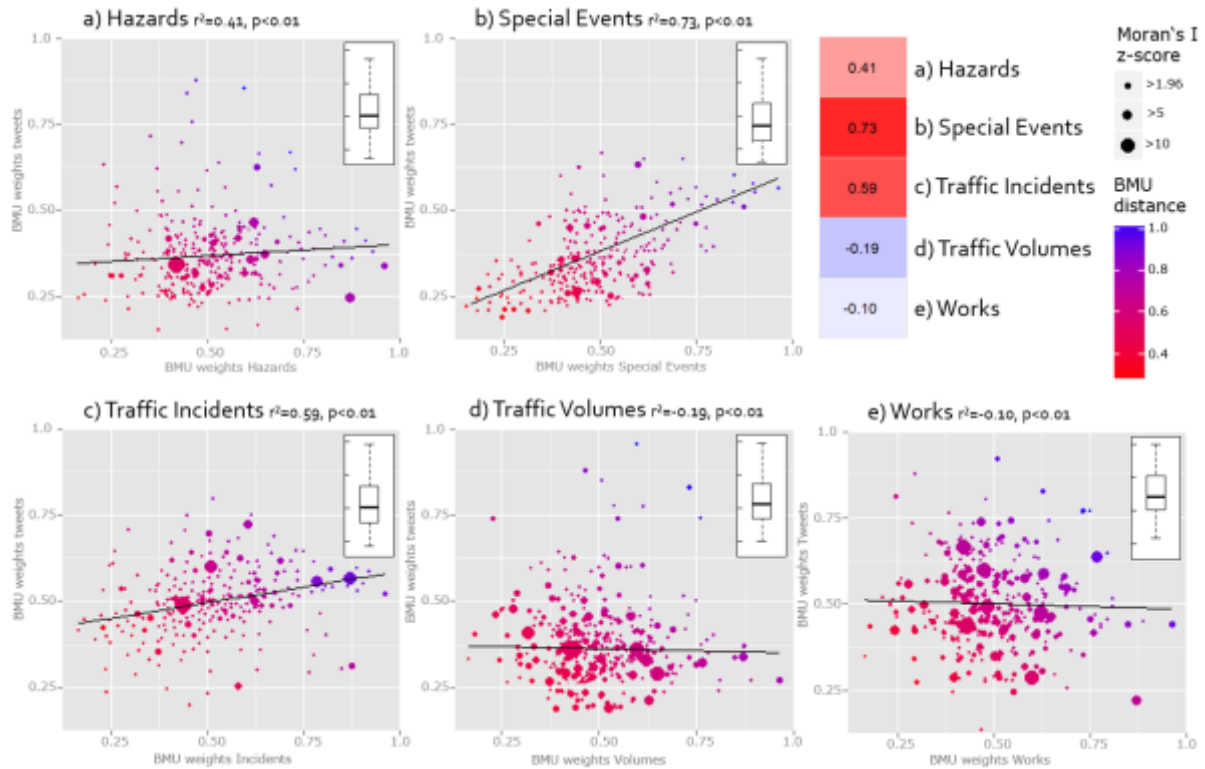 a) Hazards r²=0.41, p<0.01
1.0
0.75
0.50
0.25
BMU weights tweets
0.25 0.50 0.75 1.0
BMU weights Hazards
b) Special Events r²=0.73, p<0.01
1.0
0.75
0.50
0.25
BMU weights tweets
0.25 0.50 0.75 1.0
BMU weights Special Events
0.41 a) Hazards
0.73 b) Special Events
0.59 c) Traffic Incidents
-0.19 d) Traffic Volumes
-0.10 e) Works
Moran's I
z-score
>1.96
>5
>10
BMU
distance
1.0
0.8
0.6
0.4
c) Traffic Incidents r²=0.59, p<0.01
1.0
0.75
0.50
0.25
BMU weights tweets
0.25 0.50 0.75 1.0
BMU weights Incidents
d) Traffic Volumes r²=-0.19, p<0.01
1.0
0.75
0.50
0.25
BMU weights tweets
0.25 0.50 0.75 1.0
BMU weights Volumes
e) Works r²=-0.10, p<0.01
1.0
0.75
0.50
0.25
BMU weights Tweets
0.25 0.50 0.75 1.0
BMU weights Works